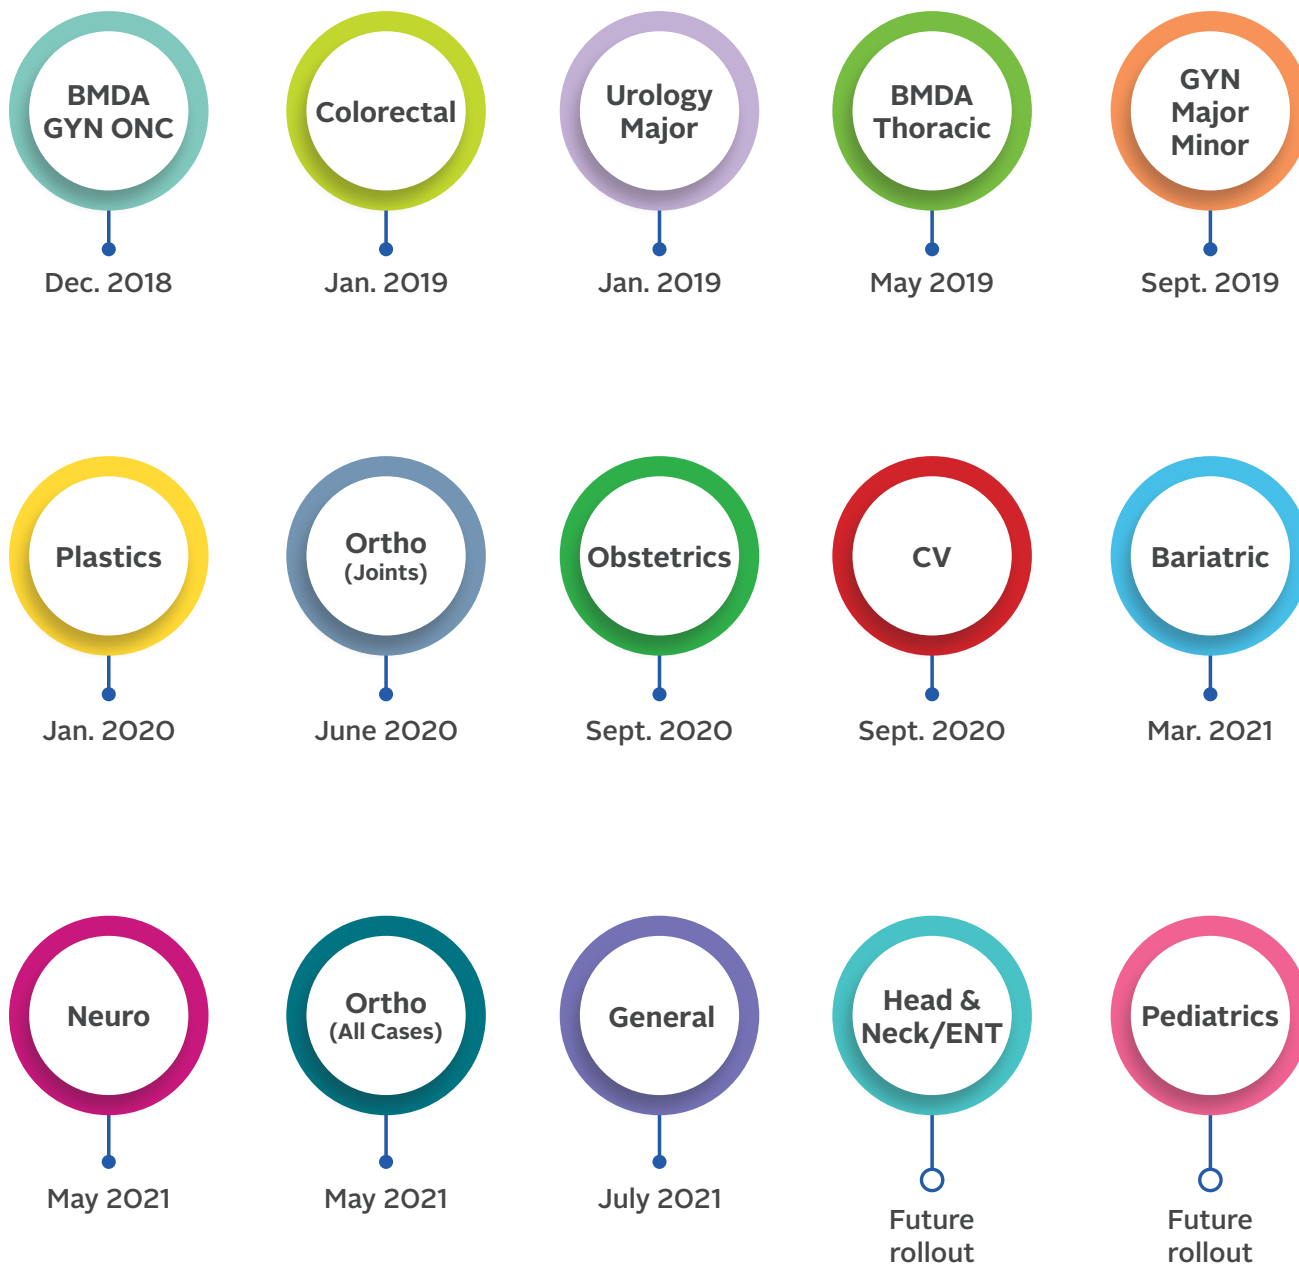 BMDA
GYN ONC
Dec. 2018
Colorectal
Jan. 2019
Urology
Major
Jan. 2019
BMDA
Thoracic
May 2019
GYN
Major
Minor
Sept. 2019
Plastics
Jan. 2020
Ortho
(Joints)
June 2020
Obstetrics
Sept. 2020
CV
Sept. 2020
Bariatric
Mar. 2021
Neuro
May 2021
Ortho
(All Cases)
May 2021
General
July 2021
Head &
Neck/ENT
Future
rollout
Pediatrics
Future
rollout